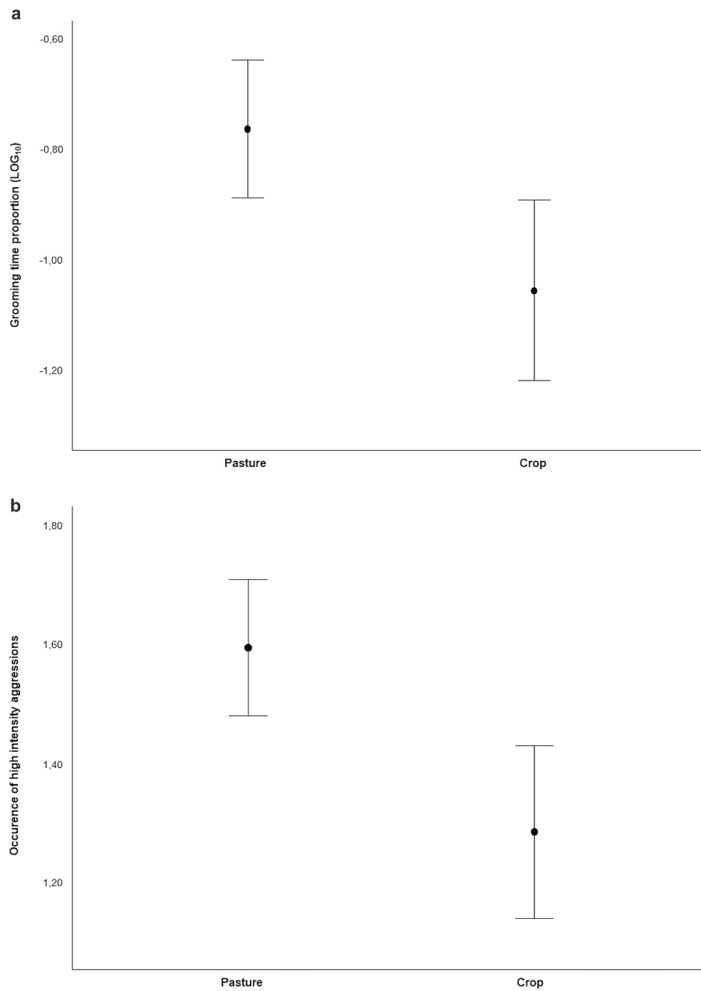 a
-0,60
-0,80
-1,00
-1,20
Grooming time proportion (LOG10)
Pasture Crop
b
1,80
1,60
1,40
1,20
Occurence of high intensity aggressions
Pasture Crop